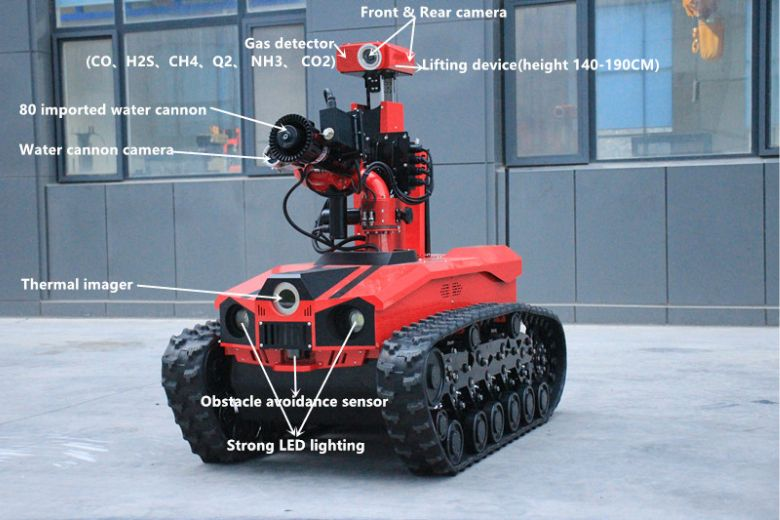 Front & Rear camera
Gas detector
(CO、H2S、CH4、Q2、 NH3、 CO2)
Lifting device(height 140-190CM)
80 imported water cannon
Water cannon camera
Thermal imager
Obstacle avoidance sensor
Strong LED lighting